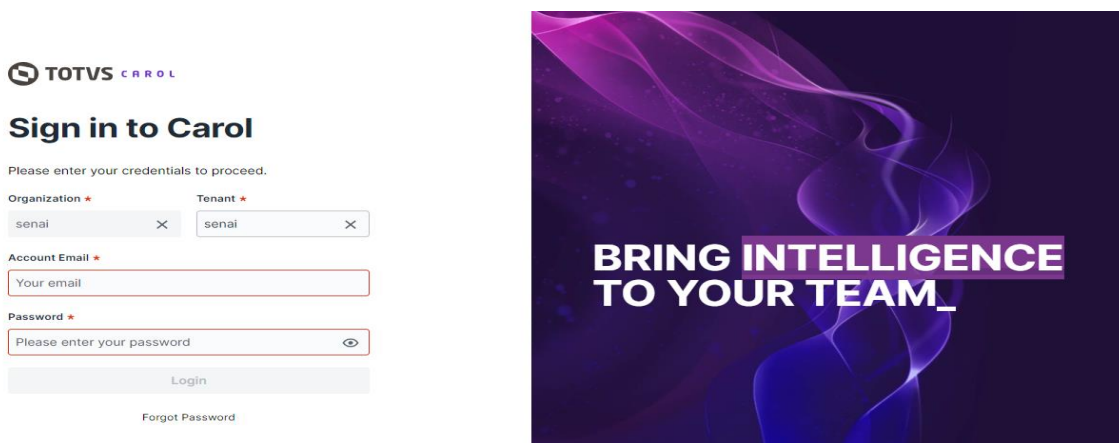 TOTVS CAROL
Sign in to Carol
Please enter your credentials to proceed.
Organization *
Tenant *
senai
senai
Account Email *
Your email
Password *
Please enter your password
Login
Forgot Password
BRING INTELLIGENCE
TO YOUR TEAM_